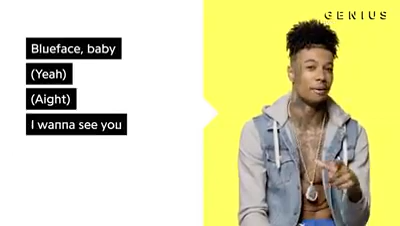 GENIUS
Blueface, baby
(Yeah)
(Aight)
I wanna see you